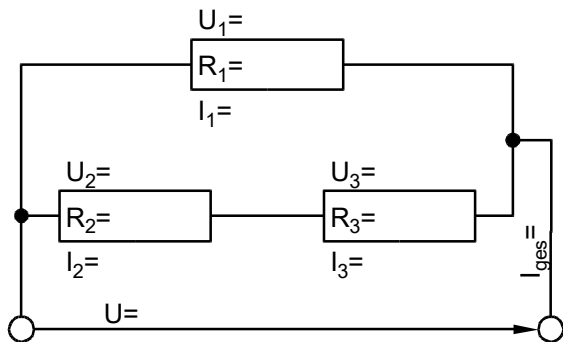 U₁=
R₁=
I₁=
U₂=
R₂=
I₂=
U₃=
R₃=
I₃=
I_ges=
U=